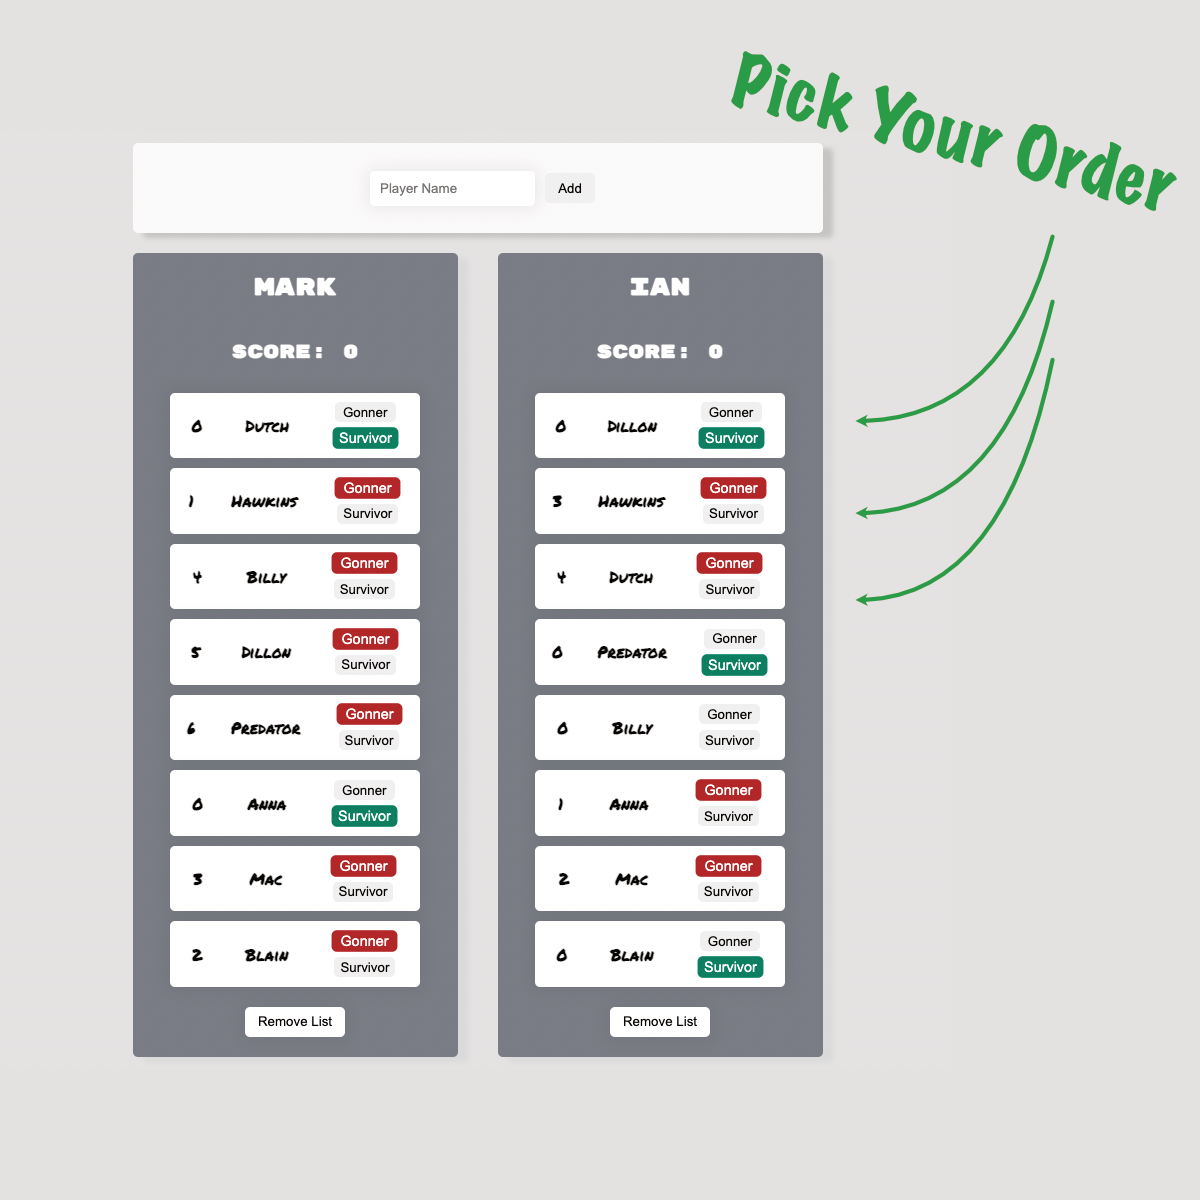 Pick Your Order
Player Name
Add
MARK
SCORE: 0
0 Dutch Gonner Survivor
1 Hawkins Gonner Survivor
4 Billy Gonner Survivor
5 Dillon Gonner Survivor
6 Predator Gonner Survivor
0 Anna Gonner Survivor
3 Mac Gonner Survivor
2 Blain Gonner Survivor
Remove List
IAN
SCORE: 0
0 Dillon Gonner Survivor
3 Hawkins Gonner Survivor
4 Dutch Gonner Survivor
0 Predator Gonner Survivor
0 Billy Gonner Survivor
1 Anna Gonner Survivor
2 Mac Gonner Survivor
0 Blain Gonner Survivor
Remove List